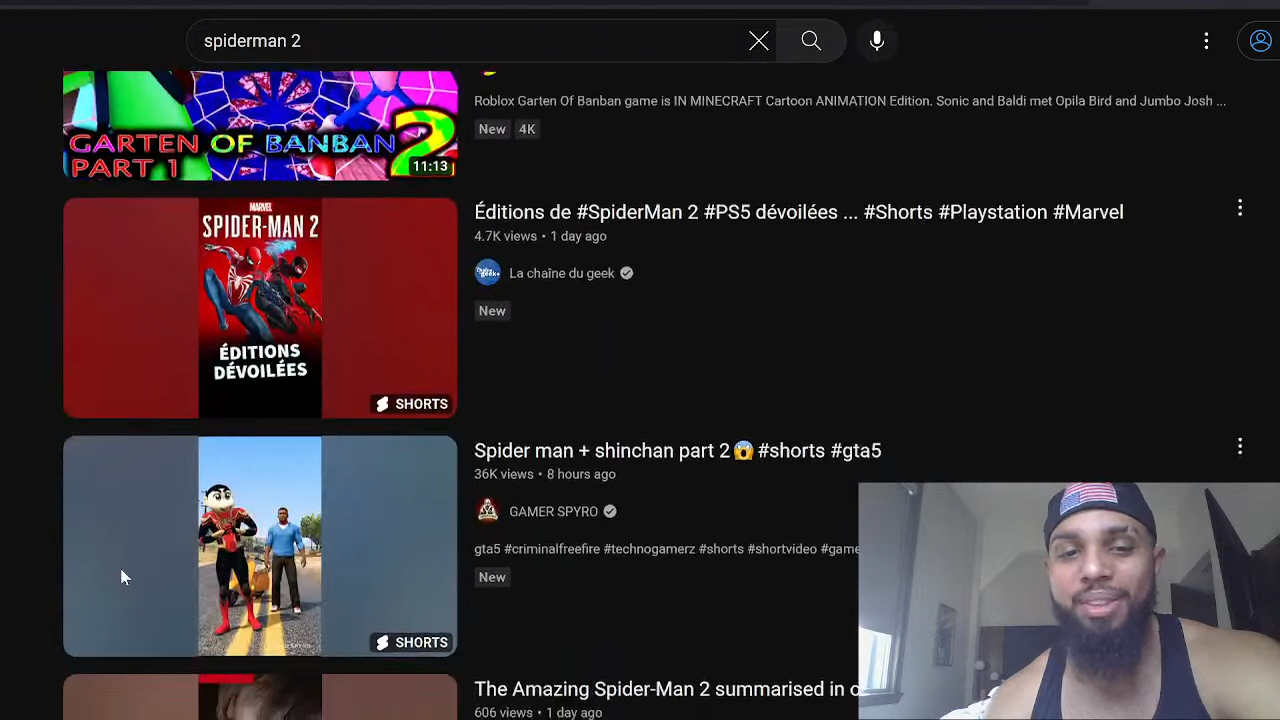 spiderman 2
GARTEN OF BANBAN 2
PART 1
11:13
Roblox Garten Of Banban game is IN MINECRAFT Cartoon ANIMATION Edition. Sonic and Baldi met Opila Bird and Jumbo Josh ...
New 4K
MARVEL
SPIDER-MAN 2
ÉDITIONS
DÉVOILÉES
SHORTS
Éditions de #SpiderMan 2 #PS5 dévoilées ... #Shorts #Playstation #Marvel
4.7K views • 1 day ago
La chaîne du geek
New
SHORTS
Spider man + shinchan part 2😱 #shorts #gta5
36K views • 8 hours ago
GAMER SPYRO
gta5 #criminalfreefire #technogamerz #shorts #shortvideo #game
New
The Amazing Spider-Man 2 summarised in
606 views • 1 day ago